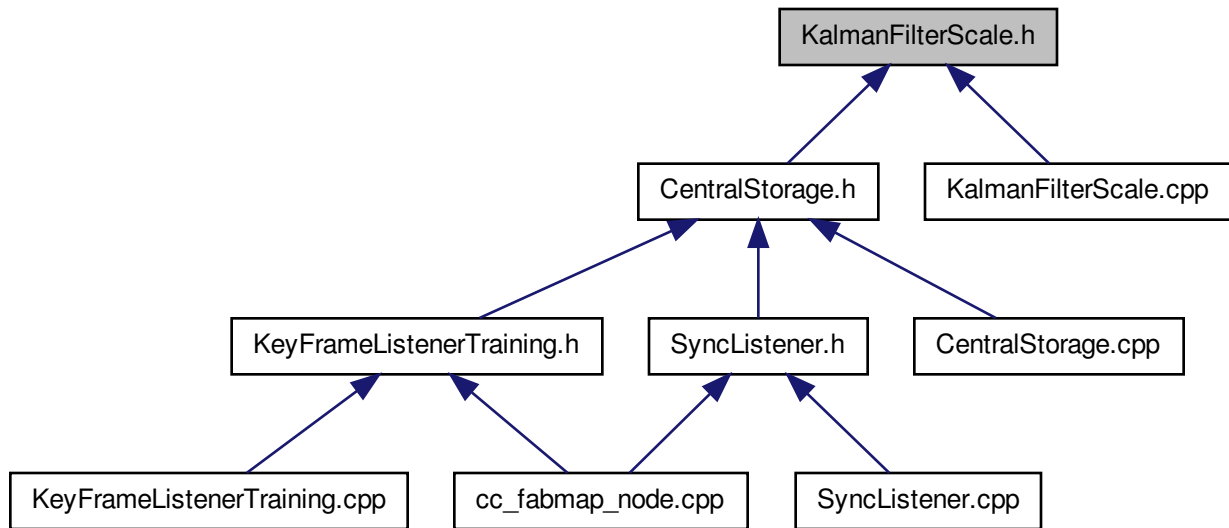 KalmanFilterScale.h
CentralStorage.h
KalmanFilterScale.cpp
KeyFrameListenerTraining.h
SyncListener.h
CentralStorage.cpp
KeyFrameListenerTraining.cpp
cc_fabmap_node.cpp
SyncListener.cpp